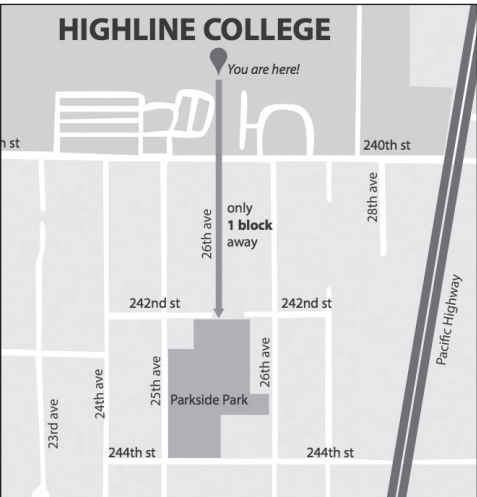 HIGHLINE COLLEGE
You are here!
h st
240th st
28th ave
26th ave
only
1 block
away
242nd st
242nd st
Pacific Highway
23rd ave
24th ave
25th ave
26th ave
Parkside Park
244th st
244th st